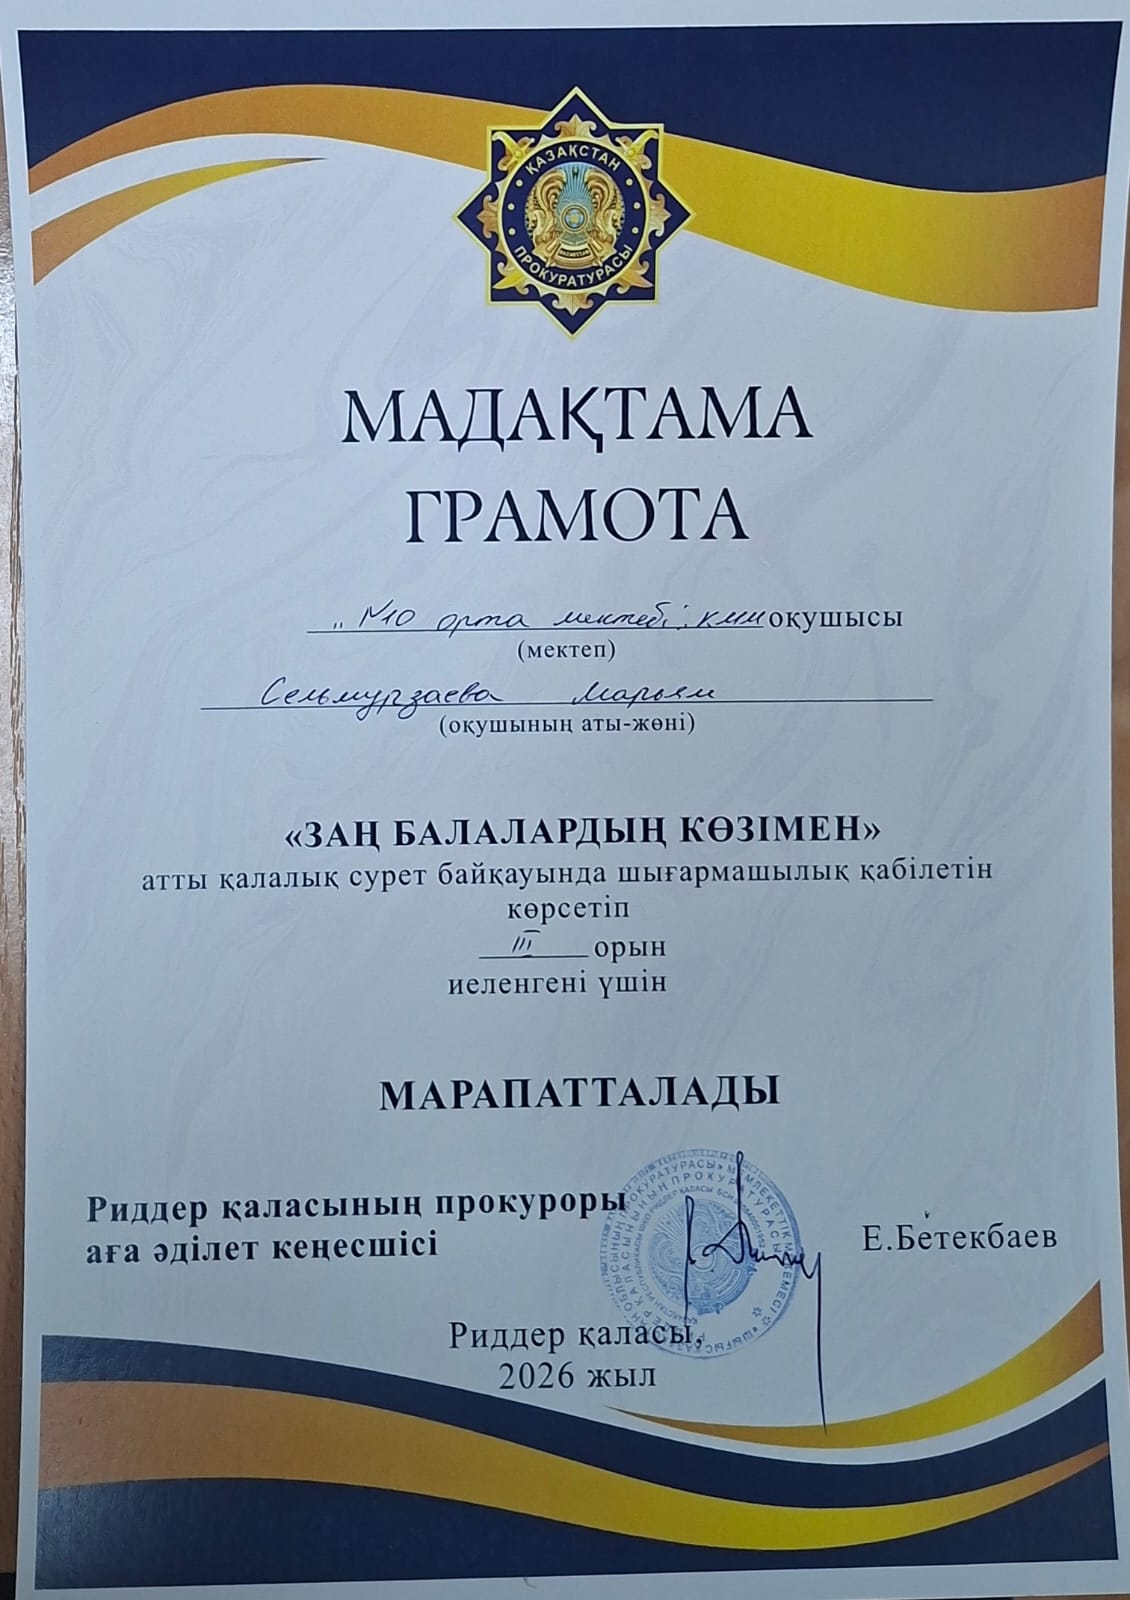 ҚАЗАҚСТАН
ПРОКУРАТУРАСЫ
МАДАҚТАМА
ГРАМОТА
„ №10 орта мектебі" КММ оқушысы
(мектеп)
Сельмурзаева Марьям
(оқушының аты-жөні)
«ЗАҢ БАЛАЛАРДЫҢ КӨЗІМЕН»
атты қалалық сурет байқауында шығармашылық қабілетін
көрсетіп
III орын
иеленгені үшін
МАРАПАТТАЛАДЫ
Риддер қаласының прокуроры
аға әділет кеңесшісі
Е.Бетекбаев
Риддер қаласы,
2026 жыл